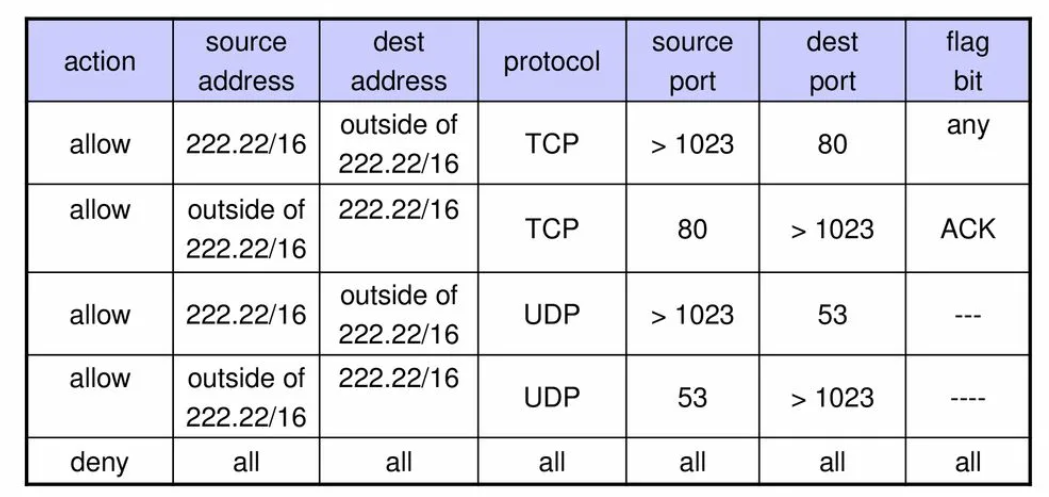 action source address dest address protocol source port dest port flag bit
allow 222.22/16 outside of 222.22/16 TCP > 1023 80 any
allow outside of 222.22/16 222.22/16 TCP 80 > 1023 ACK
allow 222.22/16 outside of 222.22/16 UDP > 1023 53 ---
allow outside of 222.22/16 222.22/16 UDP 53 > 1023 ----
deny all all all all all all